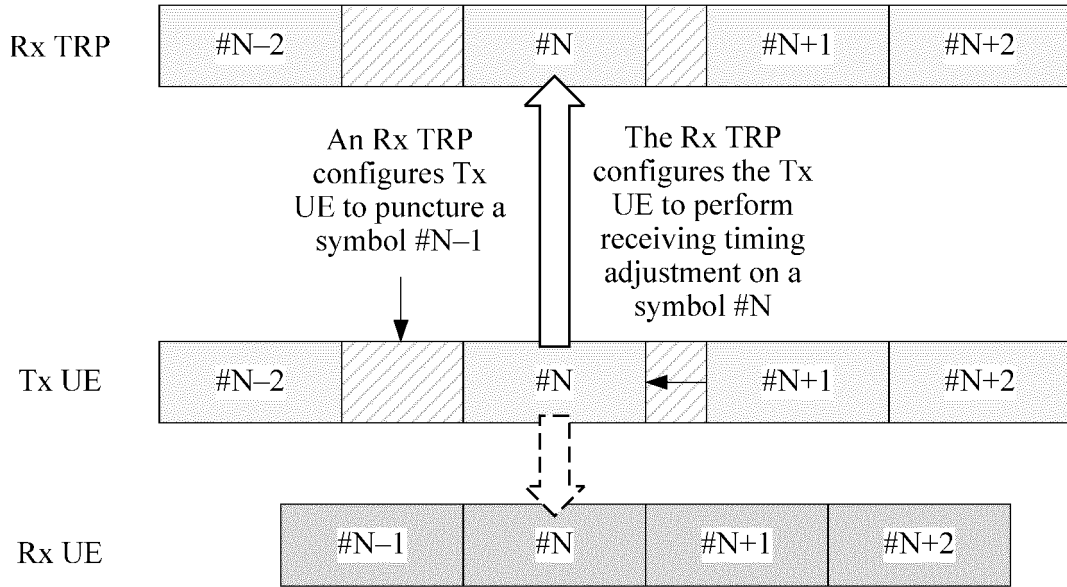 Rx TRP
#N–2
#N
#N+1
#N+2
An Rx TRP
configures Tx
UE to puncture a
symbol #N–1
The Rx TRP
configures the Tx
UE to perform
receiving timing
adjustment on a
symbol #N
Tx UE
#N–2
#N
#N+1
#N+2
Rx UE
#N–1
#N
#N+1
#N+2